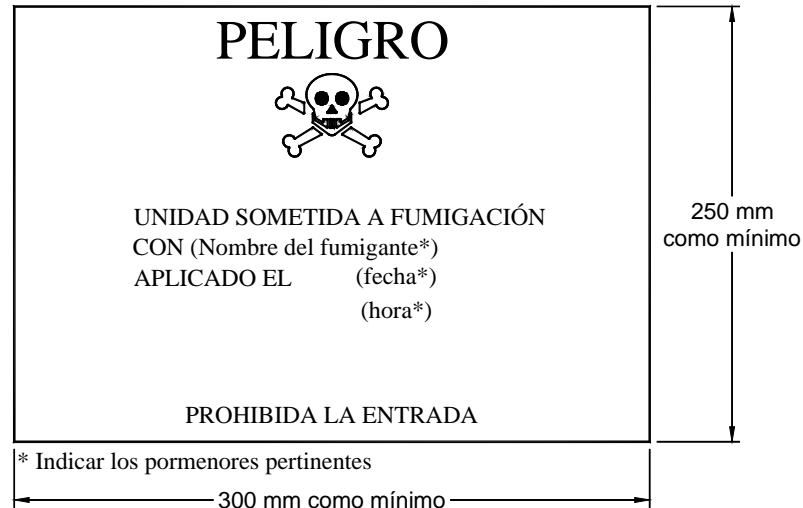 PELIGRO
UNIDAD SOMETIDA A FUMIGACIÓN
CON (Nombre del fumigante*)
APLICADO EL (fecha*)
(hora*)
PROHIBIDA LA ENTRADA
250 mm
como mínimo
* Indicar los pormenores pertinentes
300 mm como mínimo